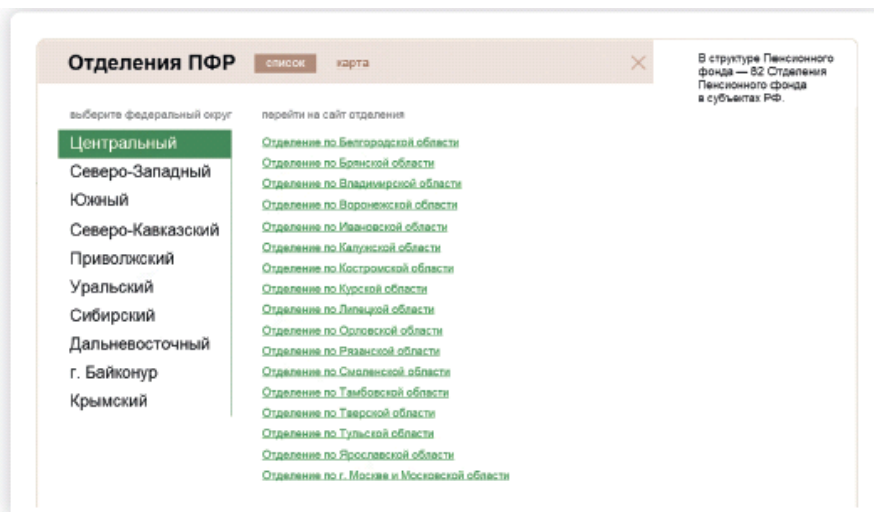 Отделения ПФР список карта
В структуре Пенсионного
фонда — 82 Отделения
Пенсионного фонда
в субъектах РФ.
выберите федеральный округ
Центральный
Северо-Западный
Южный
Северо-Кавказский
Приволжский
Уральский
Сибирский
Дальневосточный
г. Байконур
Крымский
перейти на сайт отделения
Отделение по Белгородской области
Отделение по Брянской области
Отделение по Владимирской области
Отделение по Воронежской области
Отделение по Ивановской области
Отделение по Калужской области
Отделение по Костромской области
Отделение по Курской области
Отделение по Липецкой области
Отделение по Орловской области
Отделение по Рязанской области
Отделение по Смоленской области
Отделение по Тамбовской области
Отделение по Тверской области
Отделение по Тульской области
Отделение по Ярославской области
Отделение по г. Москве и Московской области